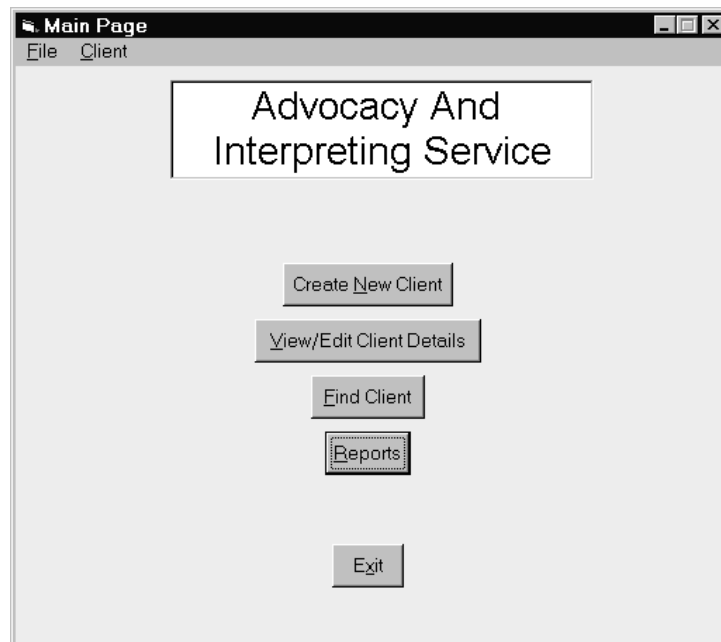 Main Page
File Client
Advocacy And
Interpreting Service
Create New Client
View/Edit Client Details
Find Client
Reports
Exit